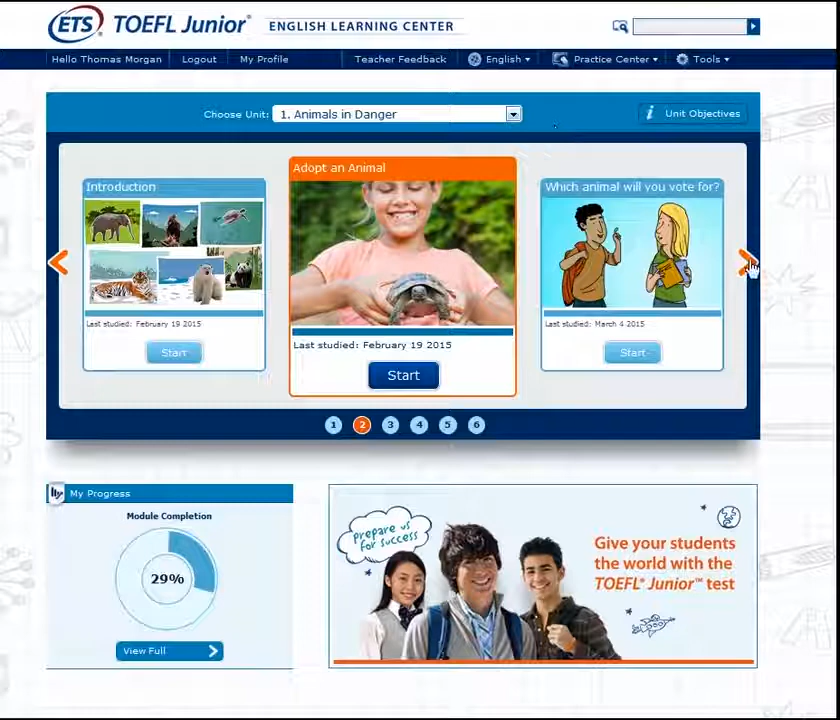 ETS TOEFL Junior® ENGLISH LEARNING CENTER
Hello Thomas Morgan Logout My Profile Teacher Feedback English Practice Center Tools
Choose Unit: 1. Animals in Danger i Unit Objectives
Introduction
Last studied: February 19 2015
Start
Adopt an Animal
Last studied: February 19 2015
Start
Which animal will you vote for?
Last studied: March 4 2015
Start
1 2 3 4 5 6
My Progress
Module Completion
29%
View Full
prepare us
for success
Give your students
the world with the
TOEFL® Junior™ test